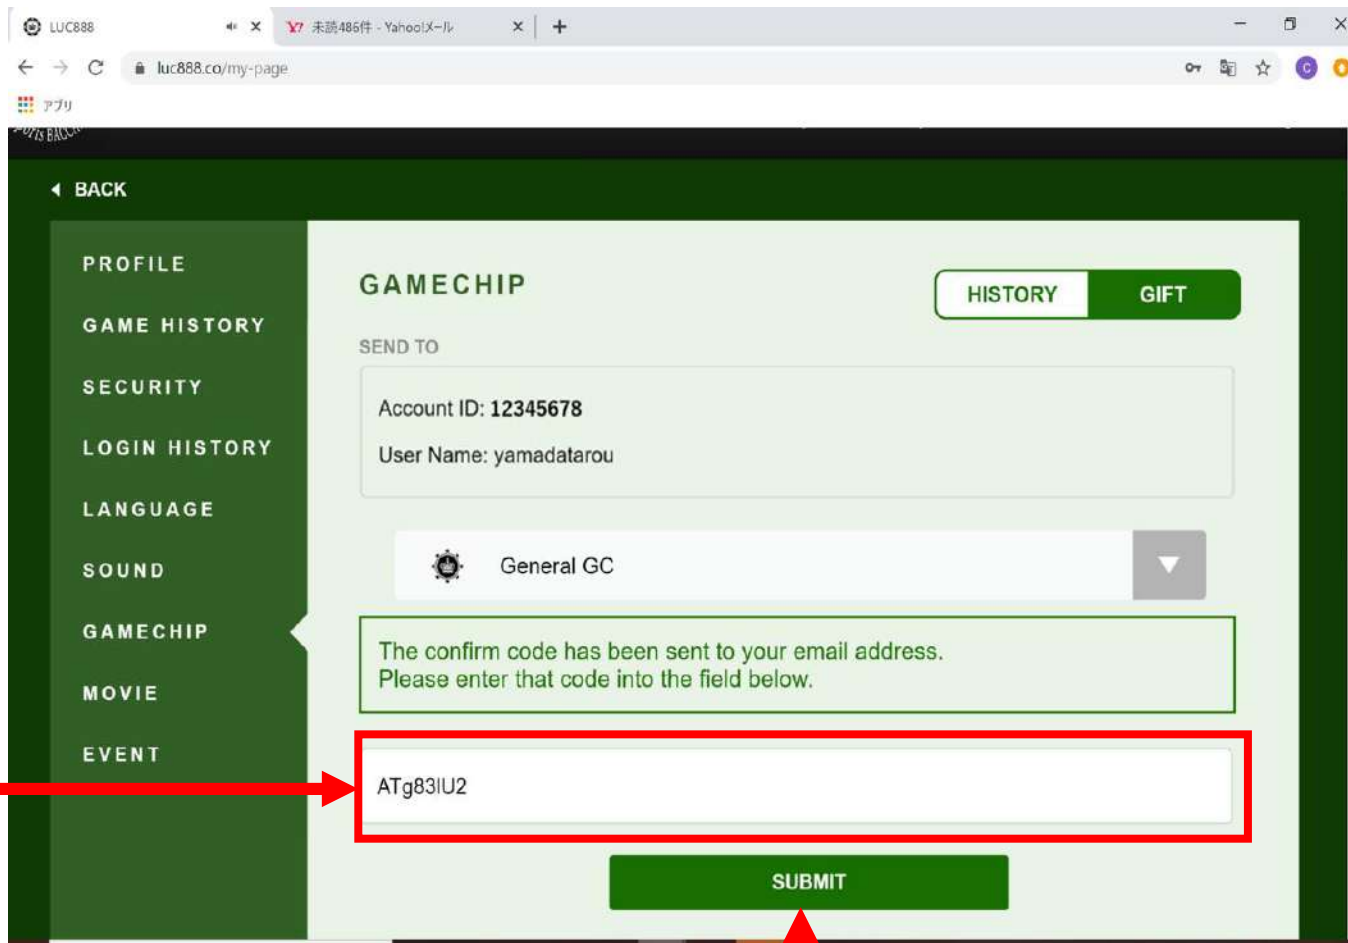 LUC888
未読486件 - Yahoo!メール
luc888.co/my-page
C
アプリ
BACK
PROFILE
GAME HISTORY
SECURITY
LOGIN HISTORY
LANGUAGE
SOUND
GAMECHIP
MOVIE
EVENT
GAMECHIP
HISTORY
GIFT
SEND TO
Account ID: 12345678
User Name: yamadatarou
General GC
The confirm code has been sent to your email address.
Please enter that code into the field below.
ATg83IU2
SUBMIT